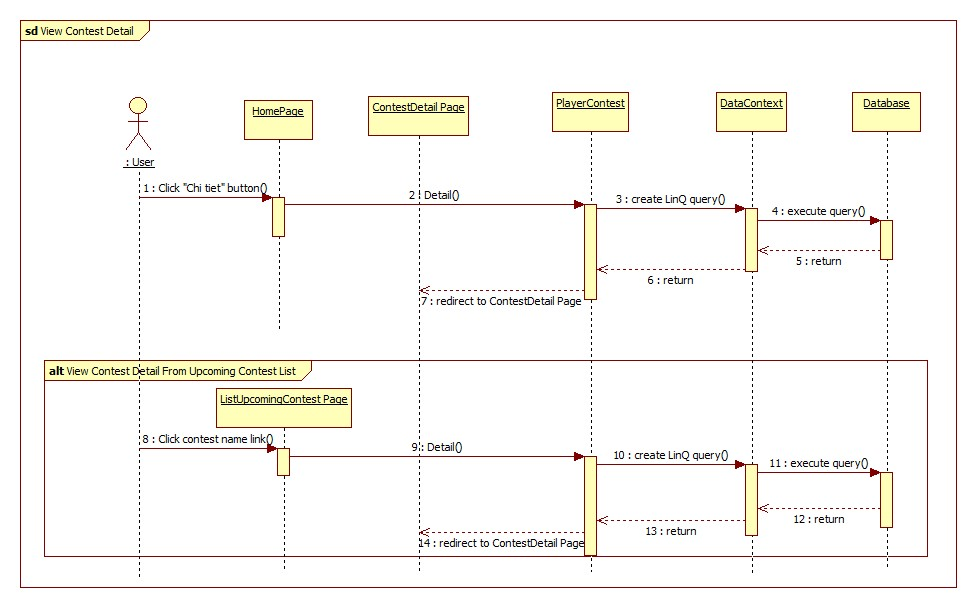 sd View Contest Detail
HomePage
ContestDetail Page
PlayerContest
DataContext
Database
: User
1 : Click "Chi tiet" button()
2 : Detail()
3 : create LinQ query()
4 : execute query()
5 : return
6 : return
7 : redirect to ContestDetail Page
alt View Contest Detail From Upcoming Contest List
ListUpcomingContest Page
8 : Click contest name link()
9 : Detail()
10 : create LinQ query()
11 : execute query()
12 : return
13 : return
14 : redirect to ContestDetail Page